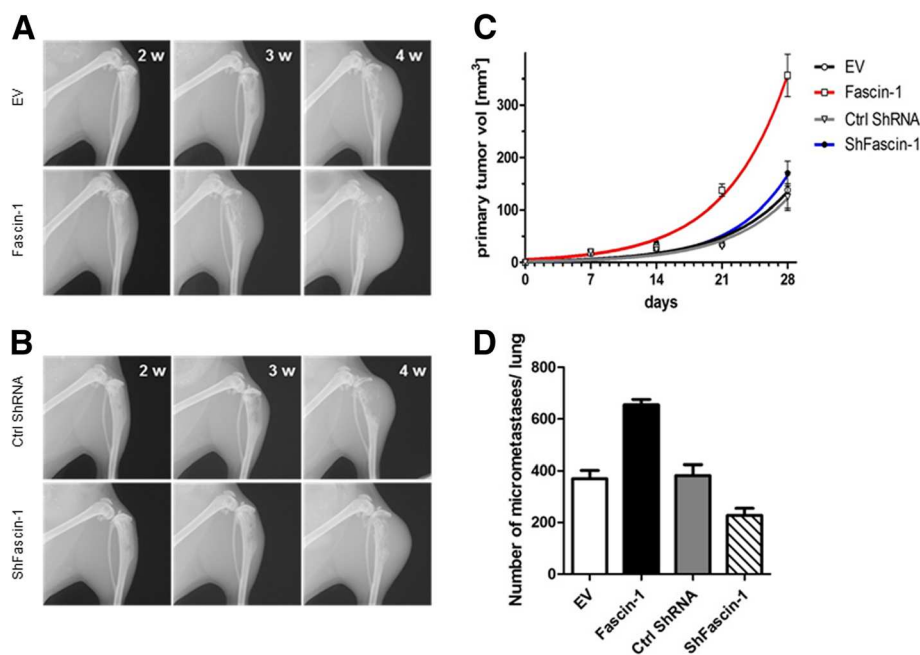 A
2 w
3 w
4 w
EV
Fascin-1
B
2 w
3 w
4 w
Ctrl ShRNA
ShFascin-1
C
primary tumor vol [mm³]
300
200
100
0
0 7 14 21 28
days
EV
Fascin-1
Ctrl ShRNA
ShFascin-1
D
Number of micrometastases/ lung
800
600
400
200
0
EV
Fascin-1
Ctrl ShRNA
ShFascin-1